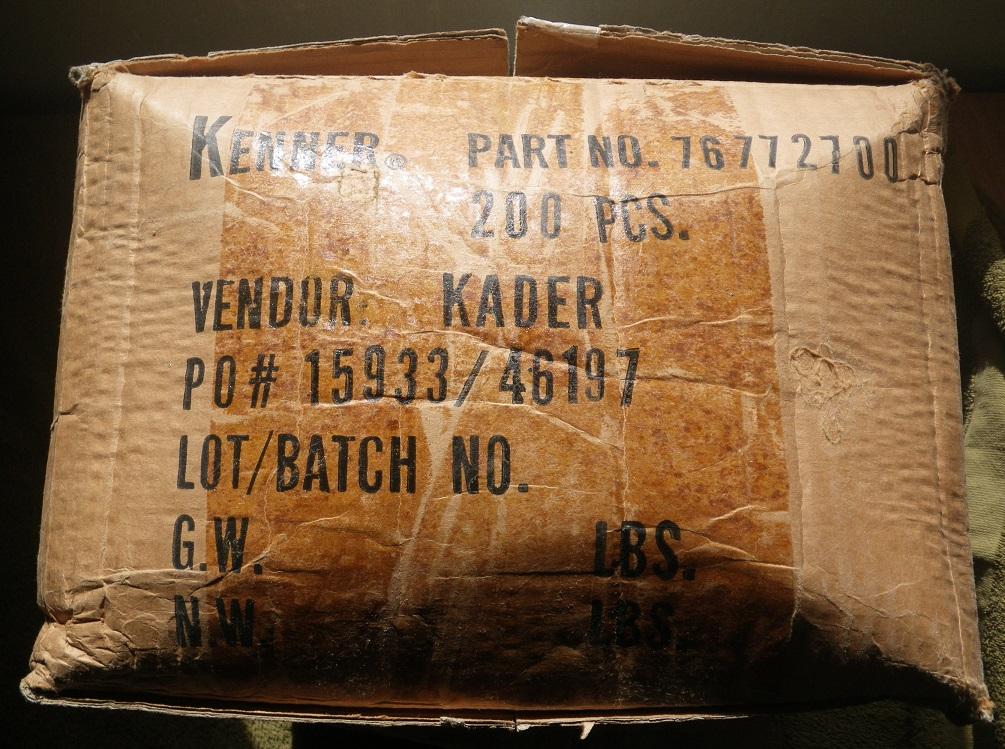 KENNER® PART NO. 76772700
200 PCS.
VENDOR: KADER
PO# 15933/46197
LOT/BATCH NO.
G.W. LBS.
N.W. LBS